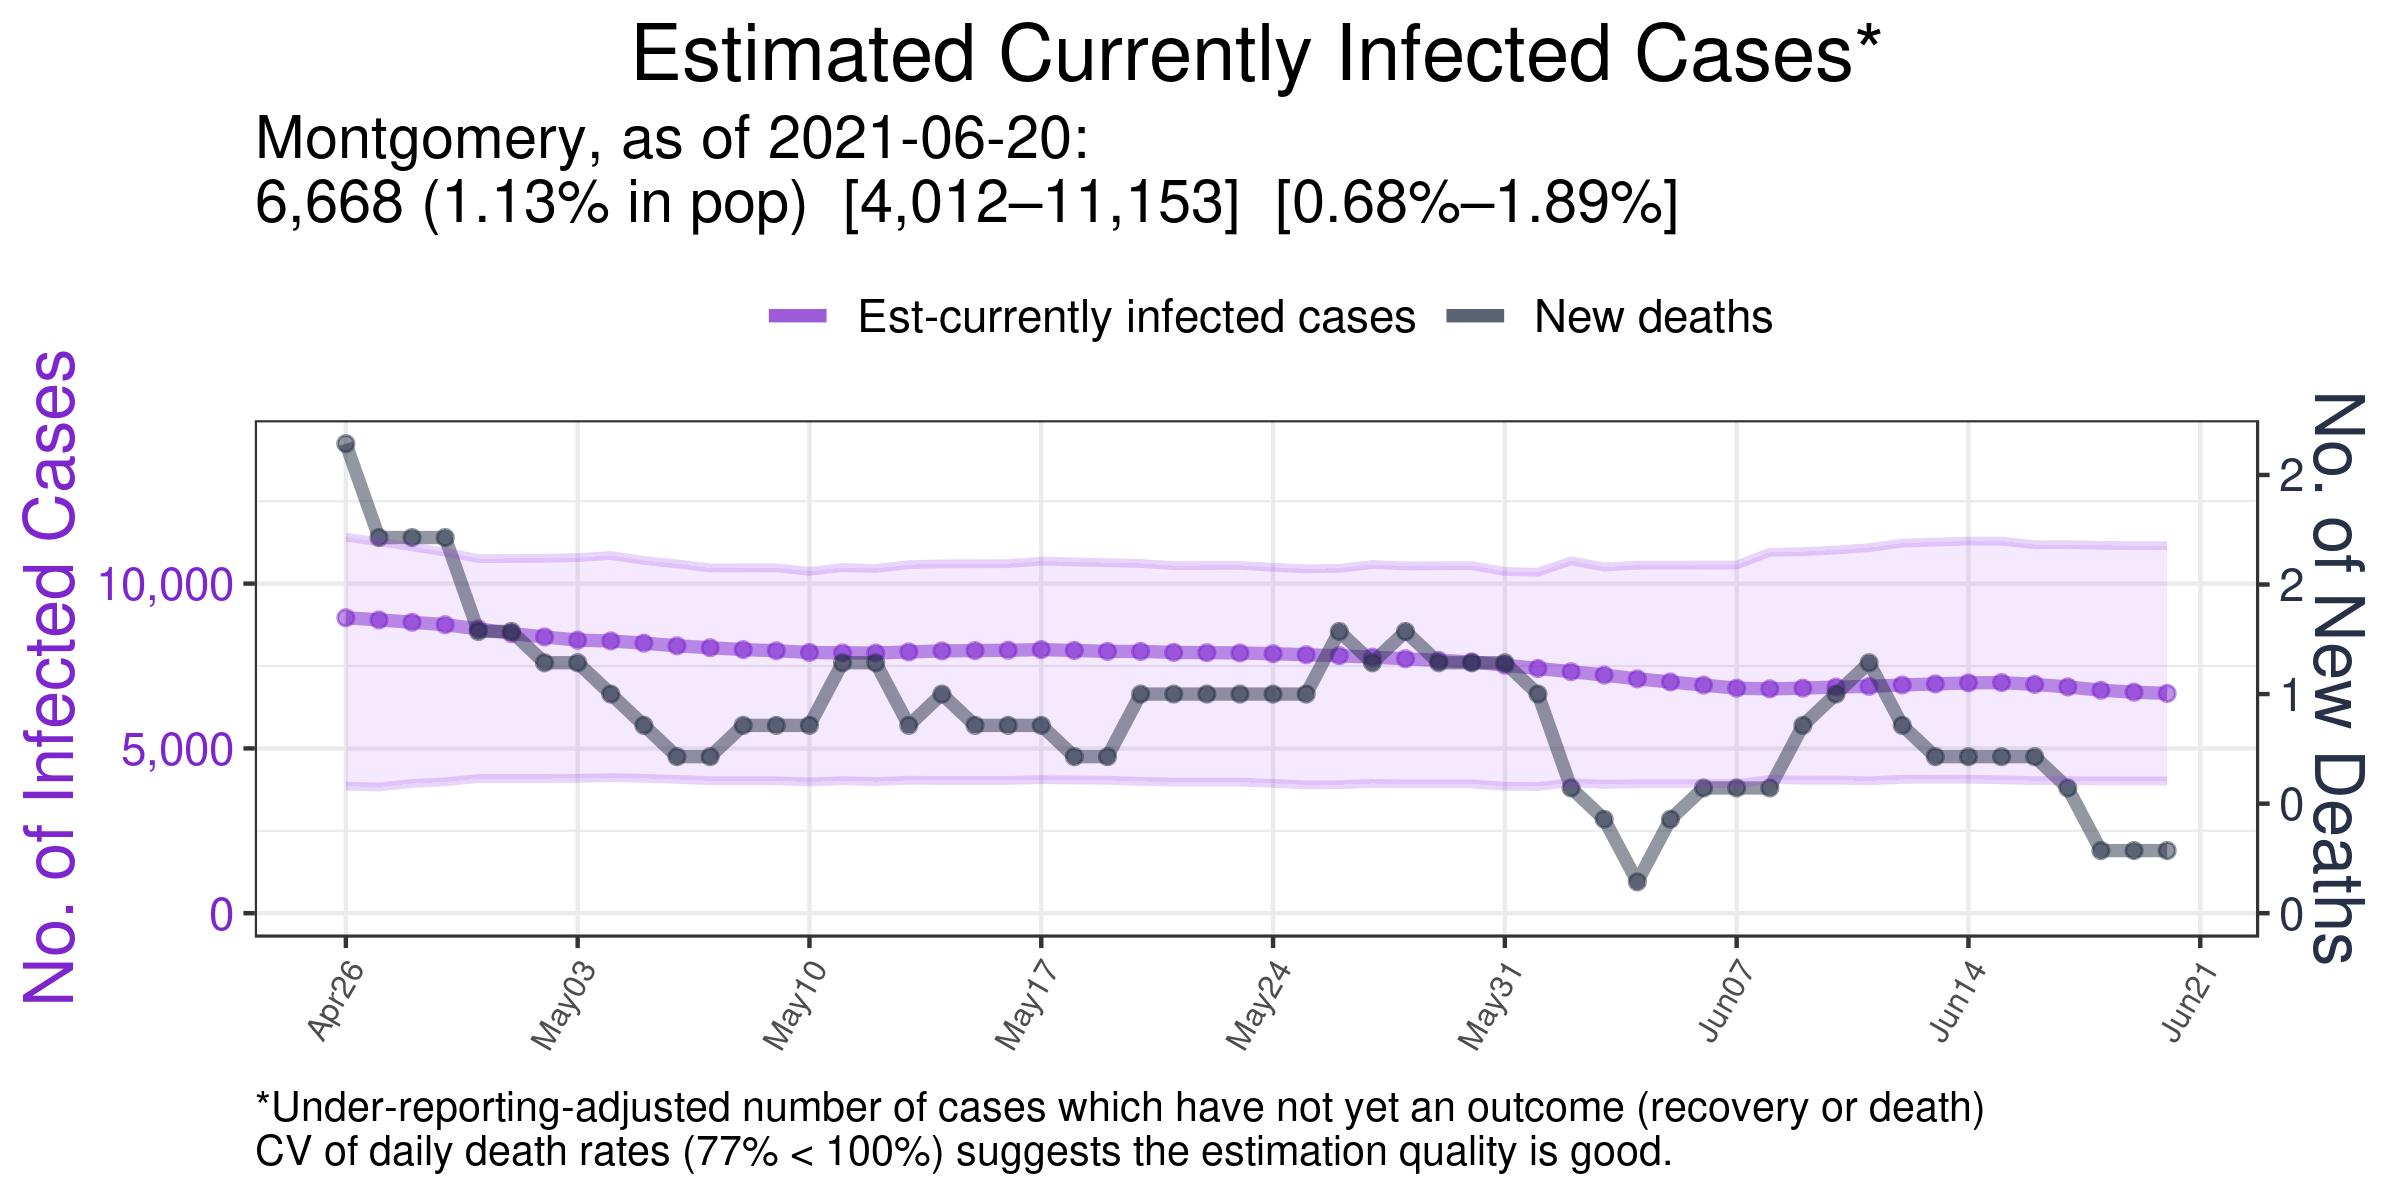 Estimated Currently Infected Cases*
Montgomery, as of 2021-06-20:
6,668 (1.13% in pop)  [4,012–11,153]  [0.68%–1.89%]
Est-currently infected cases
New deaths
No. of Infected Cases
10,000
5,000
0
No. of New Deaths
2
2
1
0
0
Apr26
May03
May10
May17
May24
May31
Jun07
Jun14
Jun21
*Under-reporting-adjusted number of cases which have not yet an outcome (recovery or death)
CV of daily death rates (77% < 100%) suggests the estimation quality is good.